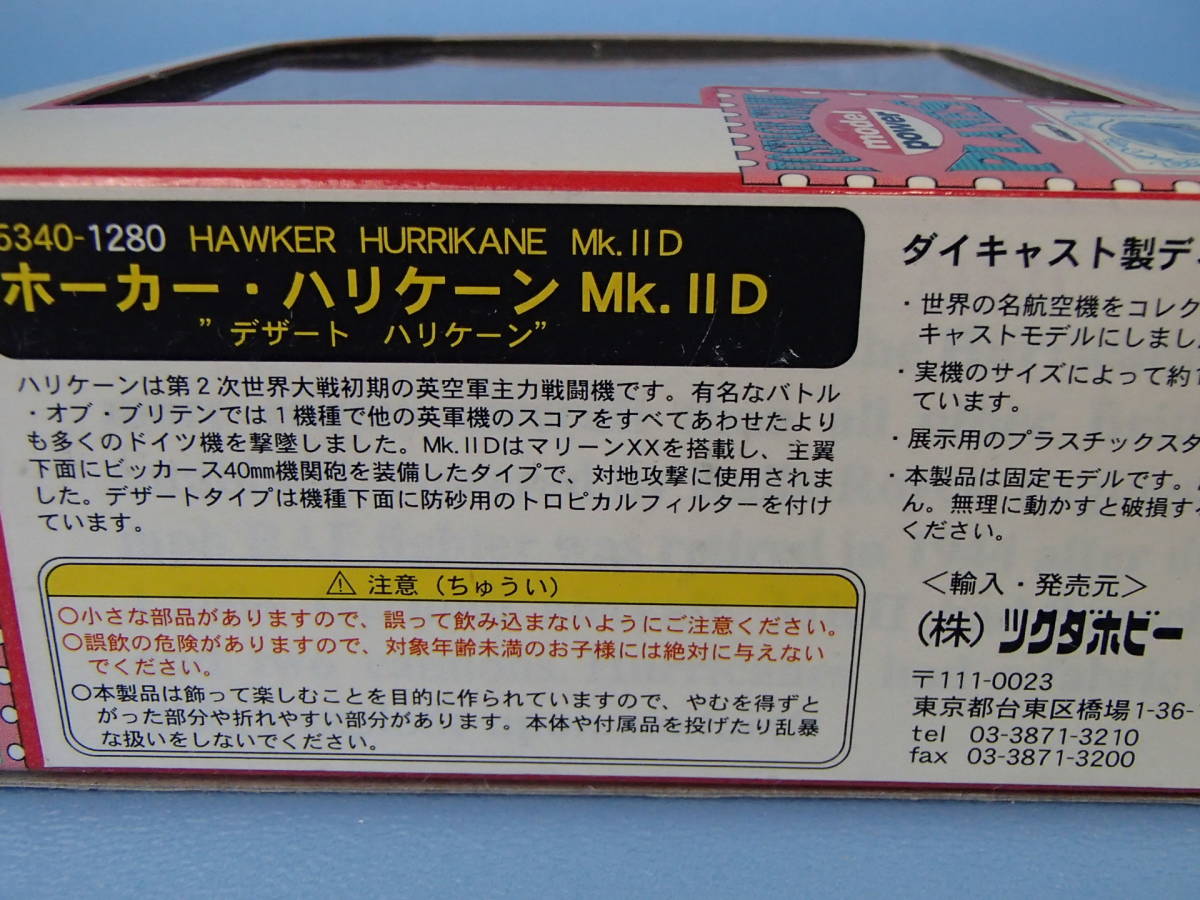 model
power
5340-1280 HAWKER HURRIKANE Mk.IID
ホーカー・ハリケーン Mk.IID
"デザート ハリケーン"
ハリケーンは第2次世界大戦初期の英空軍主力戦闘機です。有名なバトル
・オブ・ブリテンでは1機種で他の英軍機のスコアをすべてあわせたより
も多くのドイツ機を撃墜しました。Mk.IIDはマリーンXXを搭載し、主翼
下面にビッカース40mm機関砲を装備したタイプで、対地攻撃に使用されま
した。デザートタイプは機種下面に防砂用のトロピカルフィルターを付け
ています。
⚠ 注意（ちゅうい）
○小さな部品がありますので、誤って飲み込まないようにご注意ください。
○誤飲の危険がありますので、対象年齢未満のお子様には絶対に与えない
でください。
○本製品は飾って楽しむことを目的に作られていますので、やむを得ずと
がった部分や折れやすい部分があります。本体や付属品を投げたり乱暴
な扱いをしないでください。
ダイキャスト製デ
・世界の名航空機をコレク
キャストモデルにしまし
・実機のサイズによって約1
ています。
・展示用のプラスチックスタ
・本製品は固定モデルです。
ん。無理に動かすと破損する
ください。
＜輸入・発売元＞
(株)ツクダホビー
〒111-0023
東京都台東区橋場1-36-
tel 03-3871-3210
fax 03-3871-3200